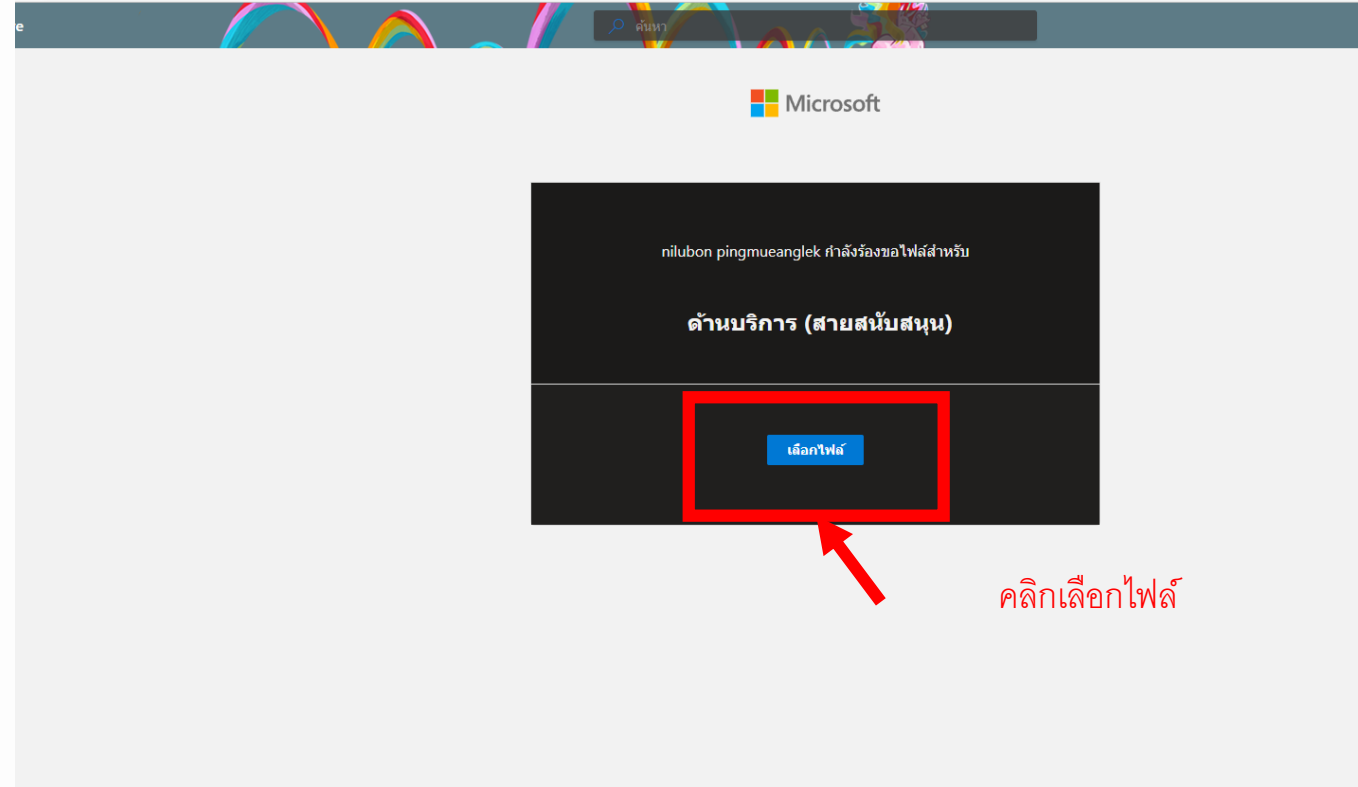 re
ค้นหา
Microsoft
nilubon pingmueanglek กำลังร้องขอไฟล์สำหรับ
ด้านบริการ (สายสนับสนุน)
เลือกไฟล์
คลิกเลือกไฟล์